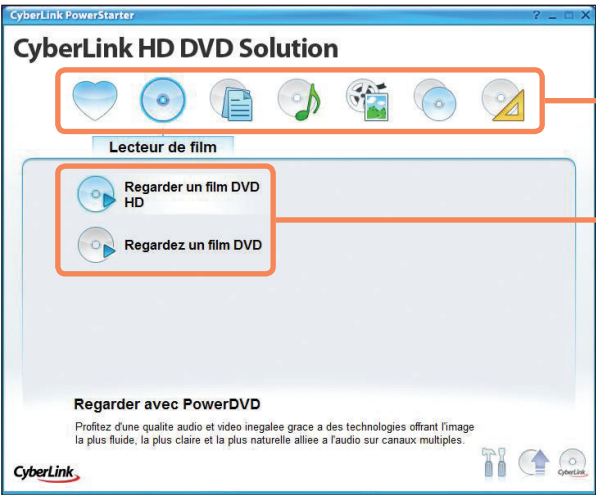 CyberLink PowerStarter
CyberLink HD DVD Solution
Lecteur de film
Regarder un film DVD
HD
Regardez un film DVD
Regarder avec PowerDVD
Profitez d'une qualite audio et video inegalee grace a des technologies offrant l'image
la plus fluide, la plus claire et la plus naturelle alliee a l'audio sur canaux multiples.
CyberLink
CyberLink